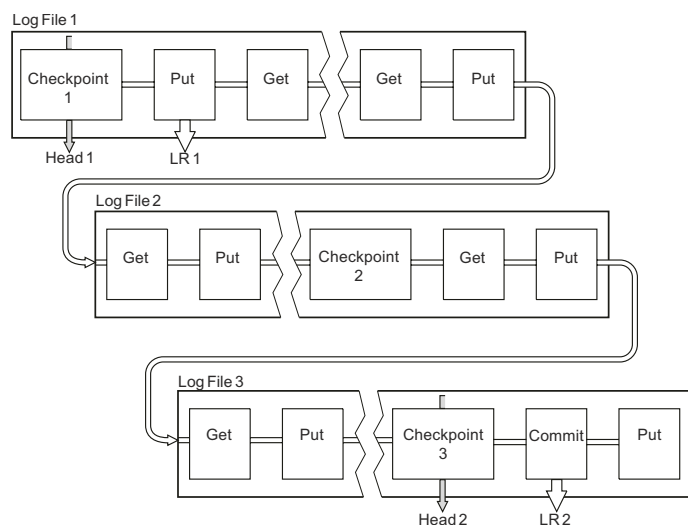 Log File 1
Checkpoint
1
Put
Get
Get
Put
Head 1
LR 1
Log File 2
Get
Put
Checkpoint
2
Get
Put
Log File 3
Get
Put
Checkpoint
3
Commit
Put
Head 2
LR 2